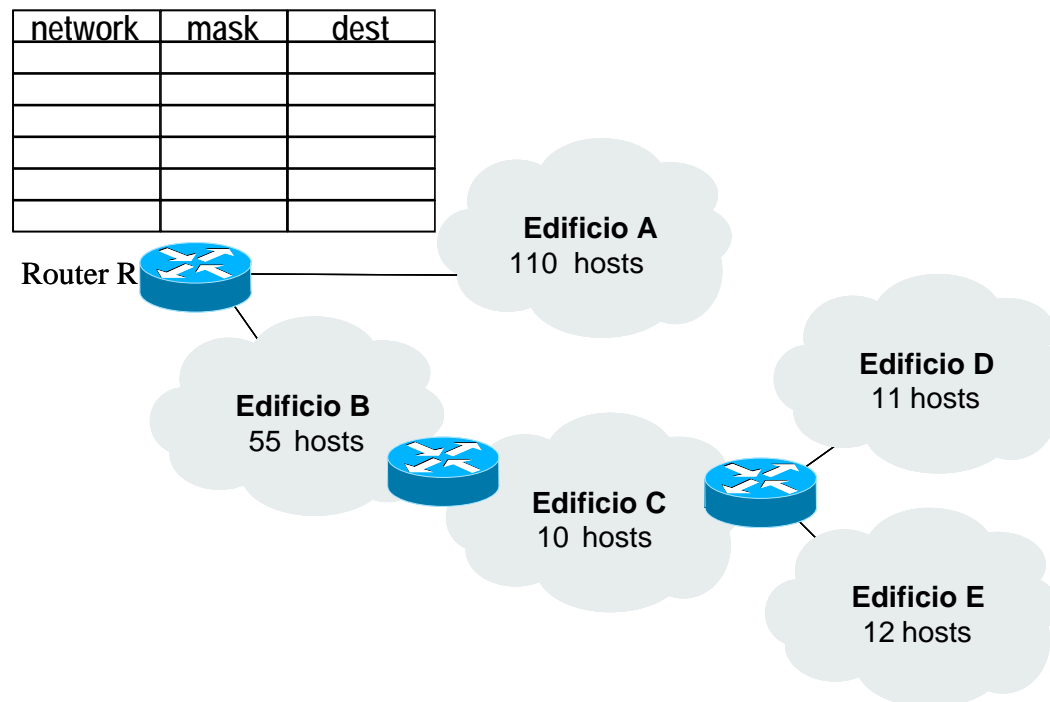 network mask dest
Edificio A
110 hosts
Router R
Edificio D
11 hosts
Edificio B
55 hosts
Edificio C
10 hosts
Edificio E
12 hosts